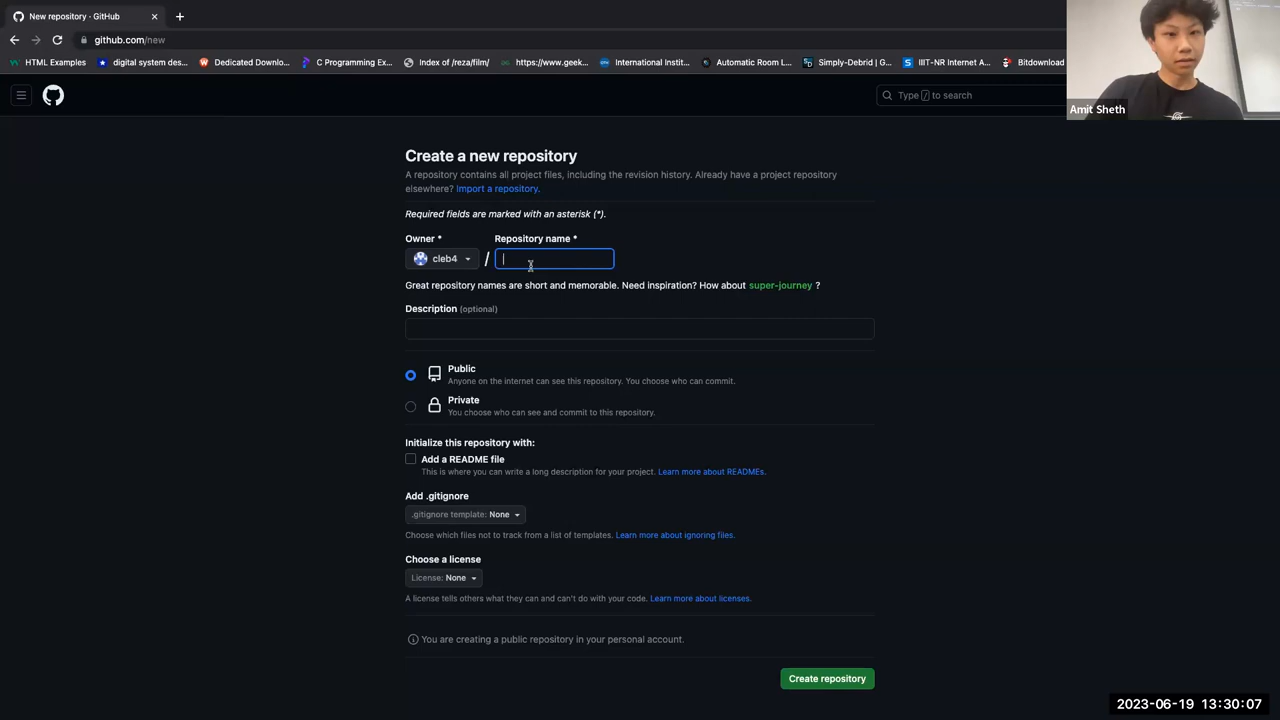 New repository · GitHub
github.com/new
HTML Examples
digital system des...
Dedicated Downlo...
C Programming Ex...
Index of /reza/film/
https://www.geek...
International Instit...
Automatic Room L...
Simply-Debrid | G...
IIIT-NR Internet A...
Bitdownload
Type / to search
Amit Sheth
Create a new repository
A repository contains all project files, including the revision history. Already have a project repository
elsewhere? Import a repository.
Required fields are marked with an asterisk (*).
Owner * Repository name *
cleb4 /
Great repository names are short and memorable. Need inspiration? How about super-journey ?
Description (optional)
Public
Anyone on the internet can see this repository. You choose who can commit.
Private
You choose who can see and commit to this repository.
Initialize this repository with:
Add a README file
This is where you can write a long description for your project. Learn more about READMEs.
Add .gitignore
.gitignore template: None
Choose which files not to track from a list of templates. Learn more about ignoring files.
Choose a license
License: None
A license tells others what they can and can't do with your code. Learn more about licenses.
You are creating a public repository in your personal account.
Create repository
2023-06-19 13:30:07